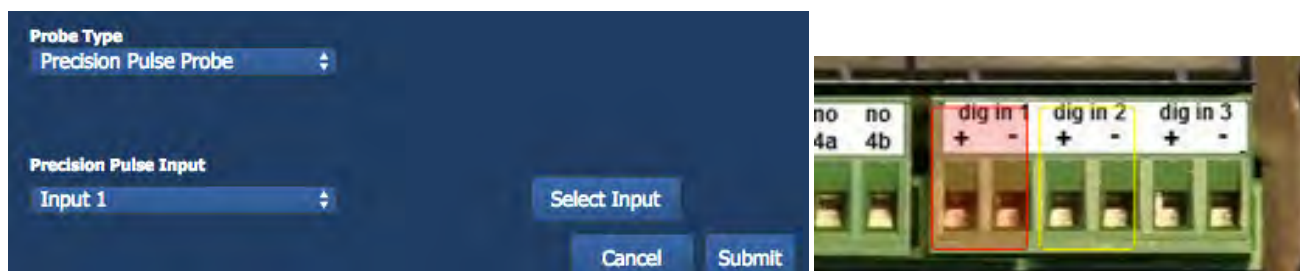 Probe Type
Precision Pulse Probe
Precision Pulse Input
Input 1
Select Input
Cancel Submit
no no dig in 1 dig in 2 dig in 3
4a 4b + - + - + -